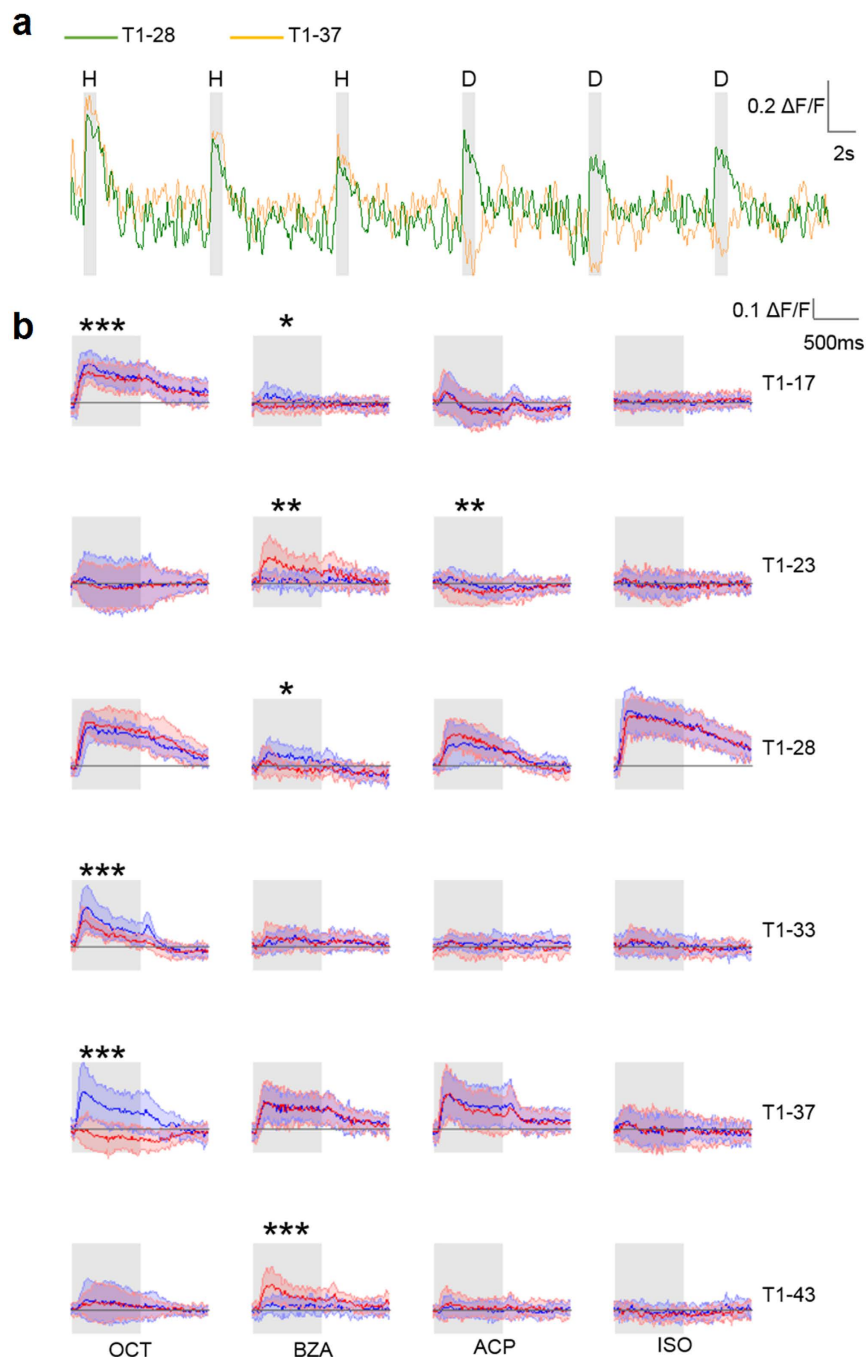 a
T1-28 T1-37
H H H D D D
0.2 ΔF/F
2s
b
0.1 ΔF/F
500ms
*** *
T1-17
** **
T1-23
*
T1-28
***
T1-33
***
T1-37
***
T1-43
OCT BZA ACP ISO